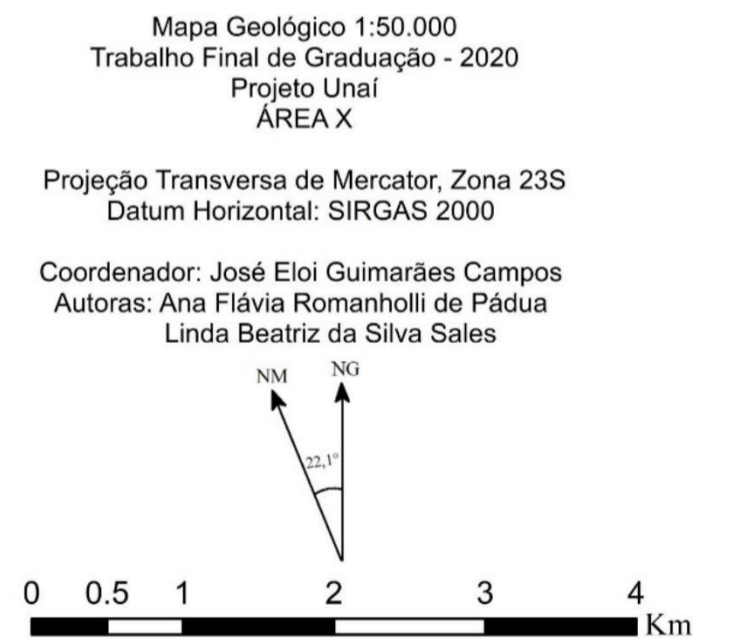 Mapa Geológico 1:50.000
Trabalho Final de Graduação - 2020
Projeto Unaí
ÁREA X
Projeção Transversa de Mercator, Zona 23S
Datum Horizontal: SIRGAS 2000
Coordenador: José Eloi Guimarães Campos
Autoras: Ana Flávia Romanholli de Pádua
Linda Beatriz da Silva Sales
NM NG
22,1°
0 0.5 1 2 3 4
Km